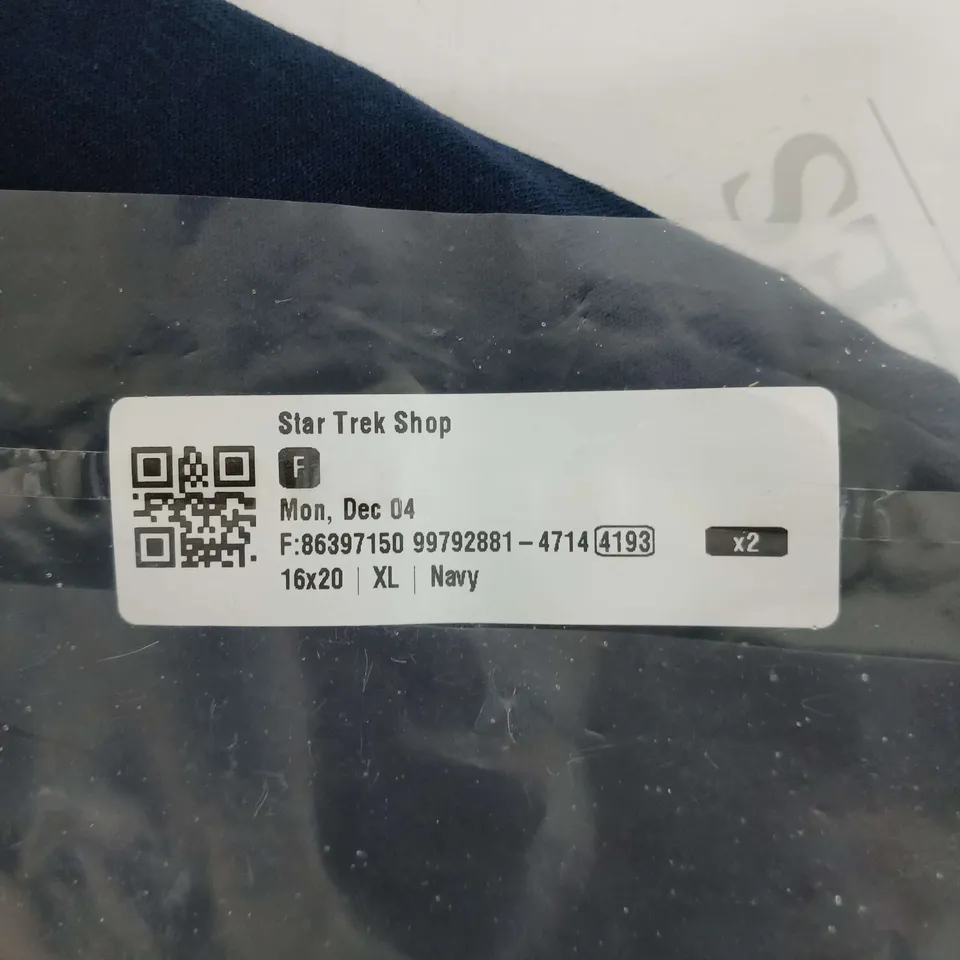 Star Trek Shop
F
Mon, Dec 04
F:86397150 99792881-4714 4193 x2
16x20 | XL | Navy